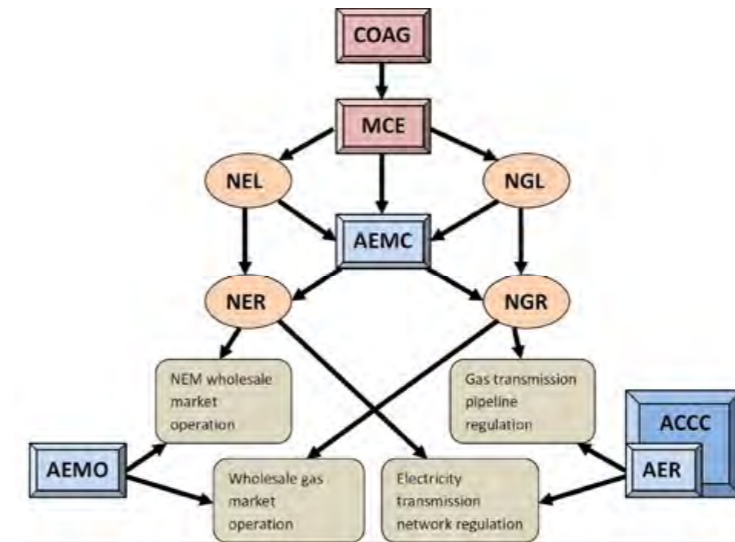 COAG
MCE
NEL
NGL
AEMC
NER
NGR
NEM wholesale
market
operation
Gas transmission
pipeline
regulation
ACCC
AEMO
AER
Wholesale gas
market
operation
Electricity
transmission
network regulation